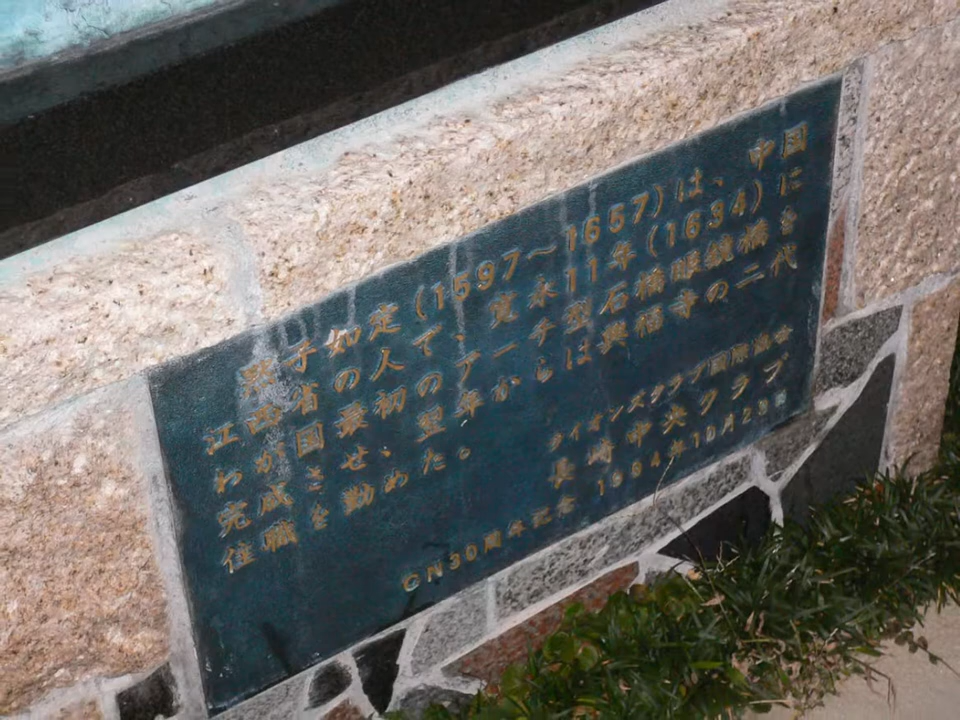 黙子如定(1597〜1657)は、中国
江西省の人で、寛永11年(1634)に
わが国最初のアーチ型石橋眼鏡橋を
完成させ、翌年からは興福寺の二代
住職を勤めた。
ライオンズクラブ国際協会
長崎中央クラブ
CN30周年記念 1994年10月23日